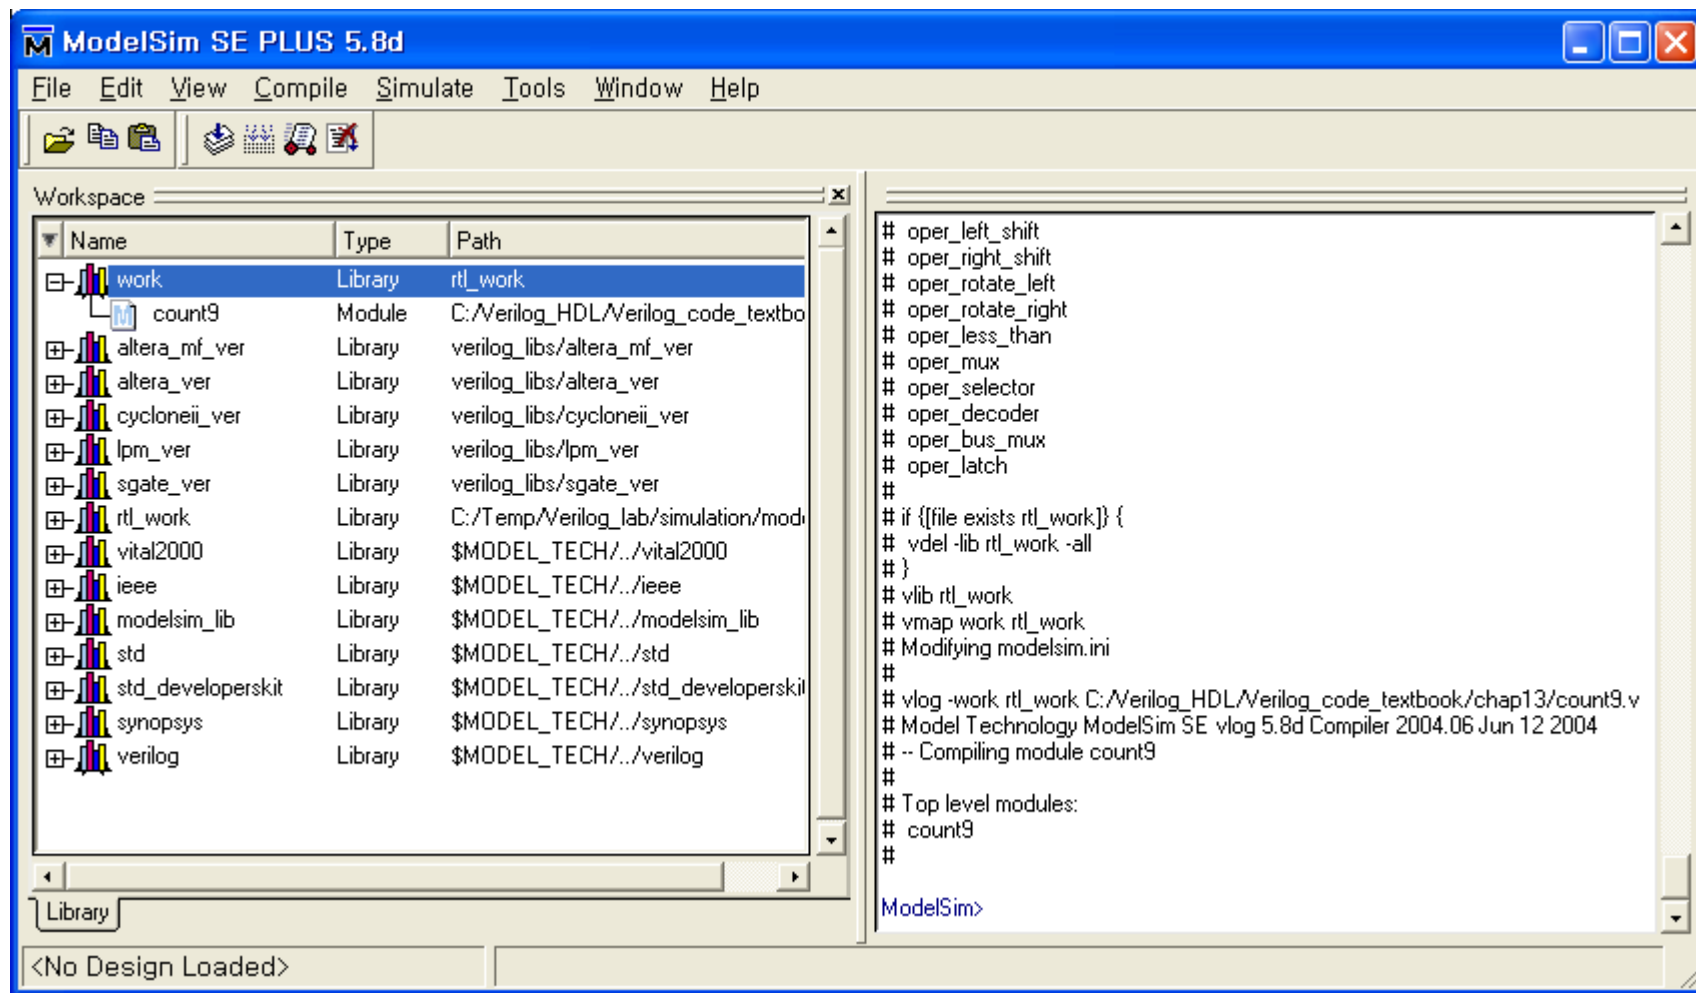 ModelSim SE PLUS 5.8d
File Edit View Compile Simulate Tools Window Help
Workspace
Name Type Path
work Library rtl_work
count9 Module C:/Verilog_HDL/Verilog_code_textbo
altera_mf_ver Library verilog_libs/altera_mf_ver
altera_ver Library verilog_libs/altera_ver
cycloneii_ver Library verilog_libs/cycloneii_ver
lpm_ver Library verilog_libs/lpm_ver
sgate_ver Library verilog_libs/sgate_ver
rtl_work Library C:/Temp/Verilog_lab/simulation/mod
vital2000 Library $MODEL_TECH/../vital2000
ieee Library $MODEL_TECH/../ieee
modelsim_lib Library $MODEL_TECH/../modelsim_lib
std Library $MODEL_TECH/../std
std_developerskit Library $MODEL_TECH/../std_developerski
synopsys Library $MODEL_TECH/../synopsys
verilog Library $MODEL_TECH/../verilog
Library
# oper_left_shift
# oper_right_shift
# oper_rotate_left
# oper_rotate_right
# oper_less_than
# oper_mux
# oper_selector
# oper_decoder
# oper_bus_mux
# oper_latch
#
# if {[file exists rtl_work]} {
# vdel -lib rtl_work -all
# }
# vlib rtl_work
# vmap work rtl_work
# Modifying modelsim.ini
#
# vlog -work rtl_work C:/Verilog_HDL/Verilog_code_textbook/chap13/count9.v
# Model Technology ModelSim SE vlog 5.8d Compiler 2004.06 Jun 12 2004
# -- Compiling module count9
#
# Top level modules:
# count9
#
ModelSim>
<No Design Loaded>